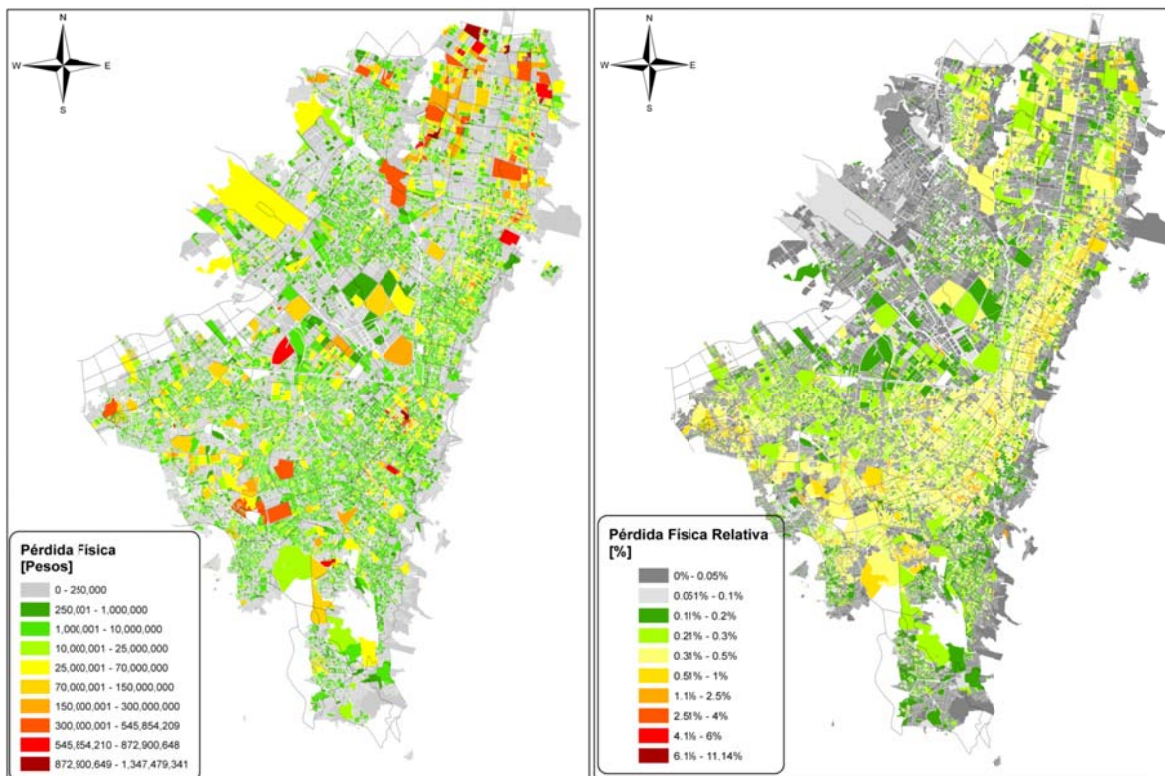 N
W E
S
Pérdida Física
[Pesos]
0 - 250,000
250,001 - 1,000,000
1,000,001 - 10,000,000
10,000,001 - 25,000,000
25,000,001 - 70,000,000
70,000,001 - 150,000,000
150,000,001 - 300,000,000
300,000,001 - 545,854,209
545,854,210 - 872,900,648
872,900,649 - 1,347,479,341
N
W E
S
Pérdida Física Relativa
[%]
0% - 0.05%
0.051% - 0.1%
0.11% - 0.2%
0.21% - 0.3%
0.31% - 0.5%
0.51% - 1%
1.1% - 2.5%
2.51% - 4%
4.1% - 6%
6.1% - 11.14%